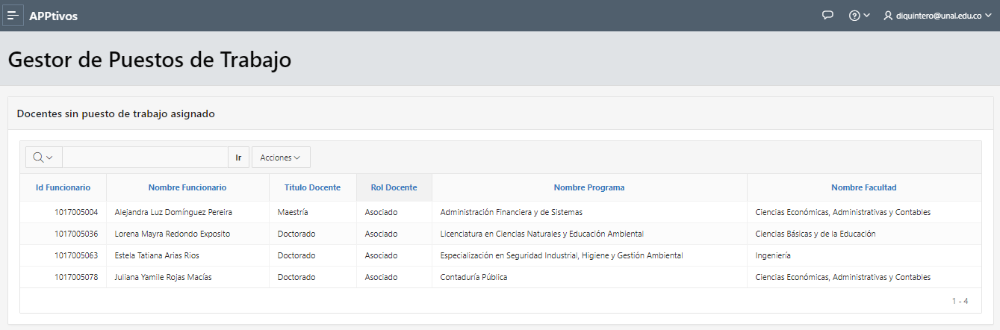 APPtivos diquintero@unal.edu.co
Gestor de Puestos de Trabajo
Docentes sin puesto de trabajo asignado
Ir Acciones
Id Funcionario Nombre Funcionario Titulo Docente Rol Docente Nombre Programa Nombre Facultad
1017005004 Alejandra Luz Domínguez Pereira Maestría Asociado Administración Financiera y de Sistemas Ciencias Económicas, Administrativas y Contables
1017005036 Lorena Mayra Redondo Exposito Doctorado Asociado Licenciatura en Ciencias Naturales y Educación Ambiental Ciencias Básicas y de la Educación
1017005063 Estela Tatiana Arias Rios Doctorado Asociado Especialización en Seguridad Industrial, Higiene y Gestión Ambiental Ingeniería
1017005078 Juliana Yamile Rojas Macías Doctorado Asociado Contaduría Pública Ciencias Económicas, Administrativas y Contables
1 - 4